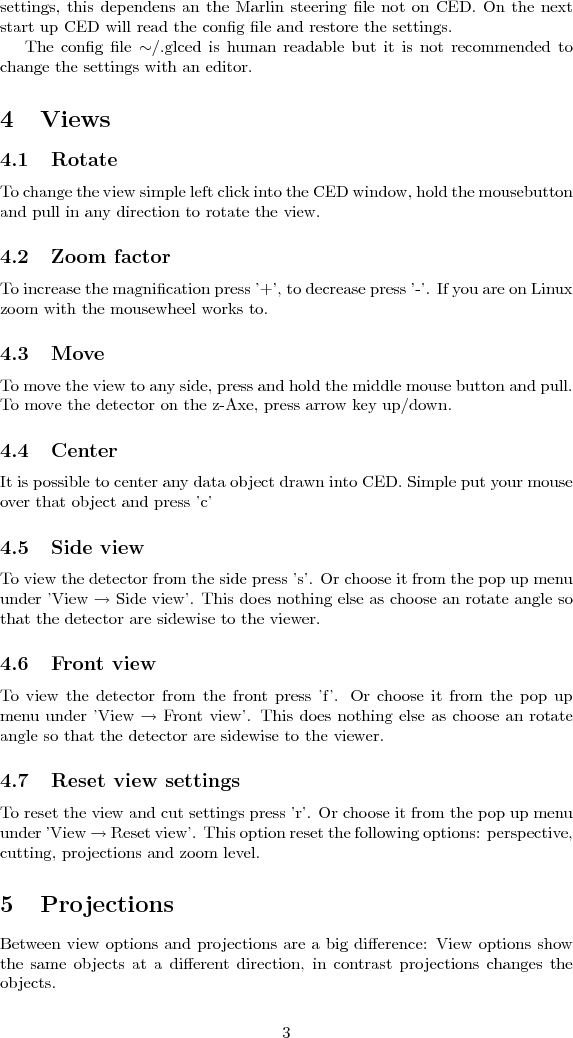 settings, this dependens an the Marlin steering file not on CED. On the next
start up CED will read the config file and restore the settings.
The config file ∼/.glced is human readable but it is not recommended to
change the settings with an editor.
4 Views
4.1 Rotate
To change the view simple left click into the CED window, hold the mousebutton
and pull in any direction to rotate the view.
4.2 Zoom factor
To increase the magnification press '+', to decrease press '-'. If you are on Linux
zoom with the mousewheel works to.
4.3 Move
To move the view to any side, press and hold the middle mouse button and pull.
To move the detector on the z-Axe, press arrow key up/down.
4.4 Center
It is possible to center any data object drawn into CED. Simple put your mouse
over that object and press 'c'
4.5 Side view
To view the detector from the side press 's'. Or choose it from the pop up menu
under 'View → Side view'. This does nothing else as choose an rotate angle so
that the detector are sidewise to the viewer.
4.6 Front view
To view the detector from the front press 'f'. Or choose it from the pop up
menu under 'View → Front view'. This does nothing else as choose an rotate
angle so that the detector are sidewise to the viewer.
4.7 Reset view settings
To reset the view and cut settings press 'r'. Or choose it from the pop up menu
under 'View → Reset view'. This option reset the following options: perspective,
cutting, projections and zoom level.
5 Projections
Between view options and projections are a big difference: View options show
the same objects at a different direction, in contrast projections changes the
objects.
3